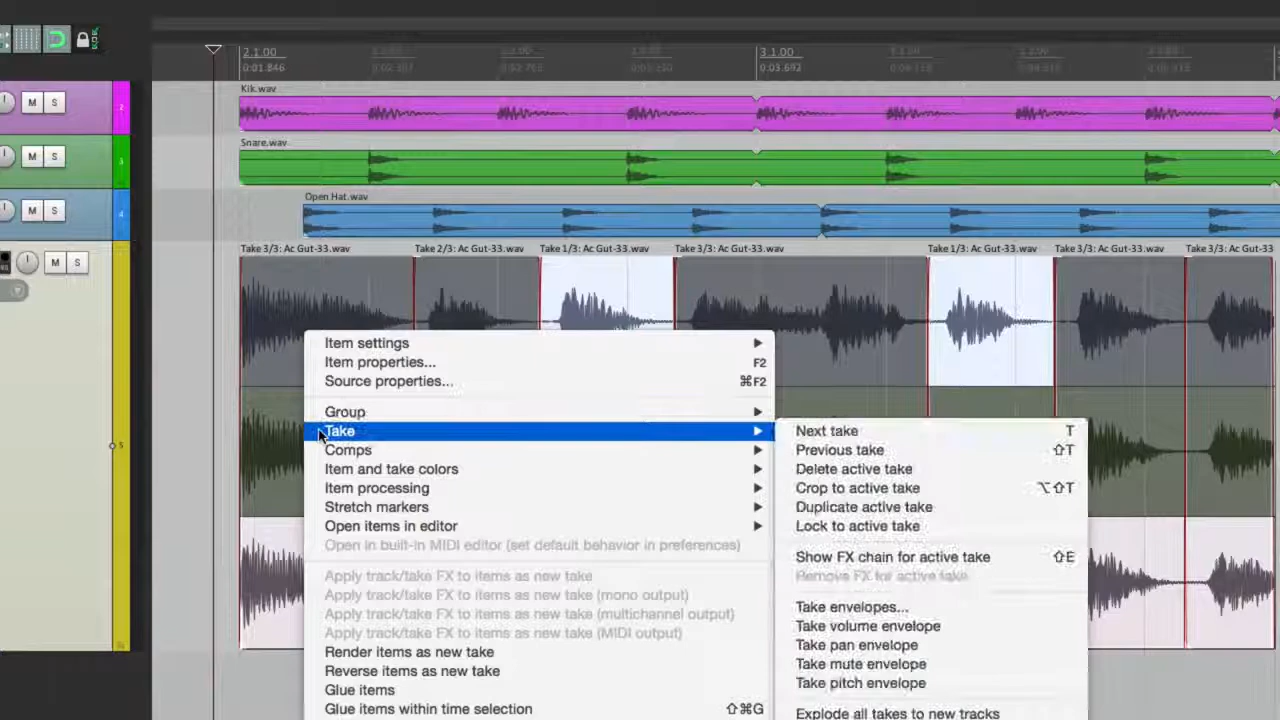 2.1.00
3.1.00
0:01.846
0:03.692
Kik.wav
M S
2
Snare.wav
M S
3
Open Hat.wav
M S
4
Take 3/3: Ac Gut-33.wav
Take 2/3: Ac Gut-33.wav
Take 1/3: Ac Gut-33.wav
Take 3/3: Ac Gut-33.wav
Take 1/3: Ac Gut-33.wav
Take 3/3: Ac Gut-33.wav
Take 3/3: Ac Gut-33
M S
5
Item settings
Item properties... F2
Source properties... ⌘F2
Group
Take
Comps
Item and take colors
Item processing
Stretch markers
Open items in editor
Open in built-in MIDI editor (set default behavior in preferences)
Apply track/take FX to items as new take
Apply track/take FX to items as new take (mono output)
Apply track/take FX to items as new take (multichannel output)
Apply track/take FX to items as new take (MIDI output)
Render items as new take
Reverse items as new take
Glue items
Glue items within time selection ⇧⌘G
Next take T
Previous take ⇧T
Delete active take
Crop to active take ⌥⇧T
Duplicate active take
Lock to active take
Show FX chain for active take ⇧E
Remove FX for active take
Take envelopes...
Take volume envelope
Take pan envelope
Take mute envelope
Take pitch envelope
Explode all takes to new tracks